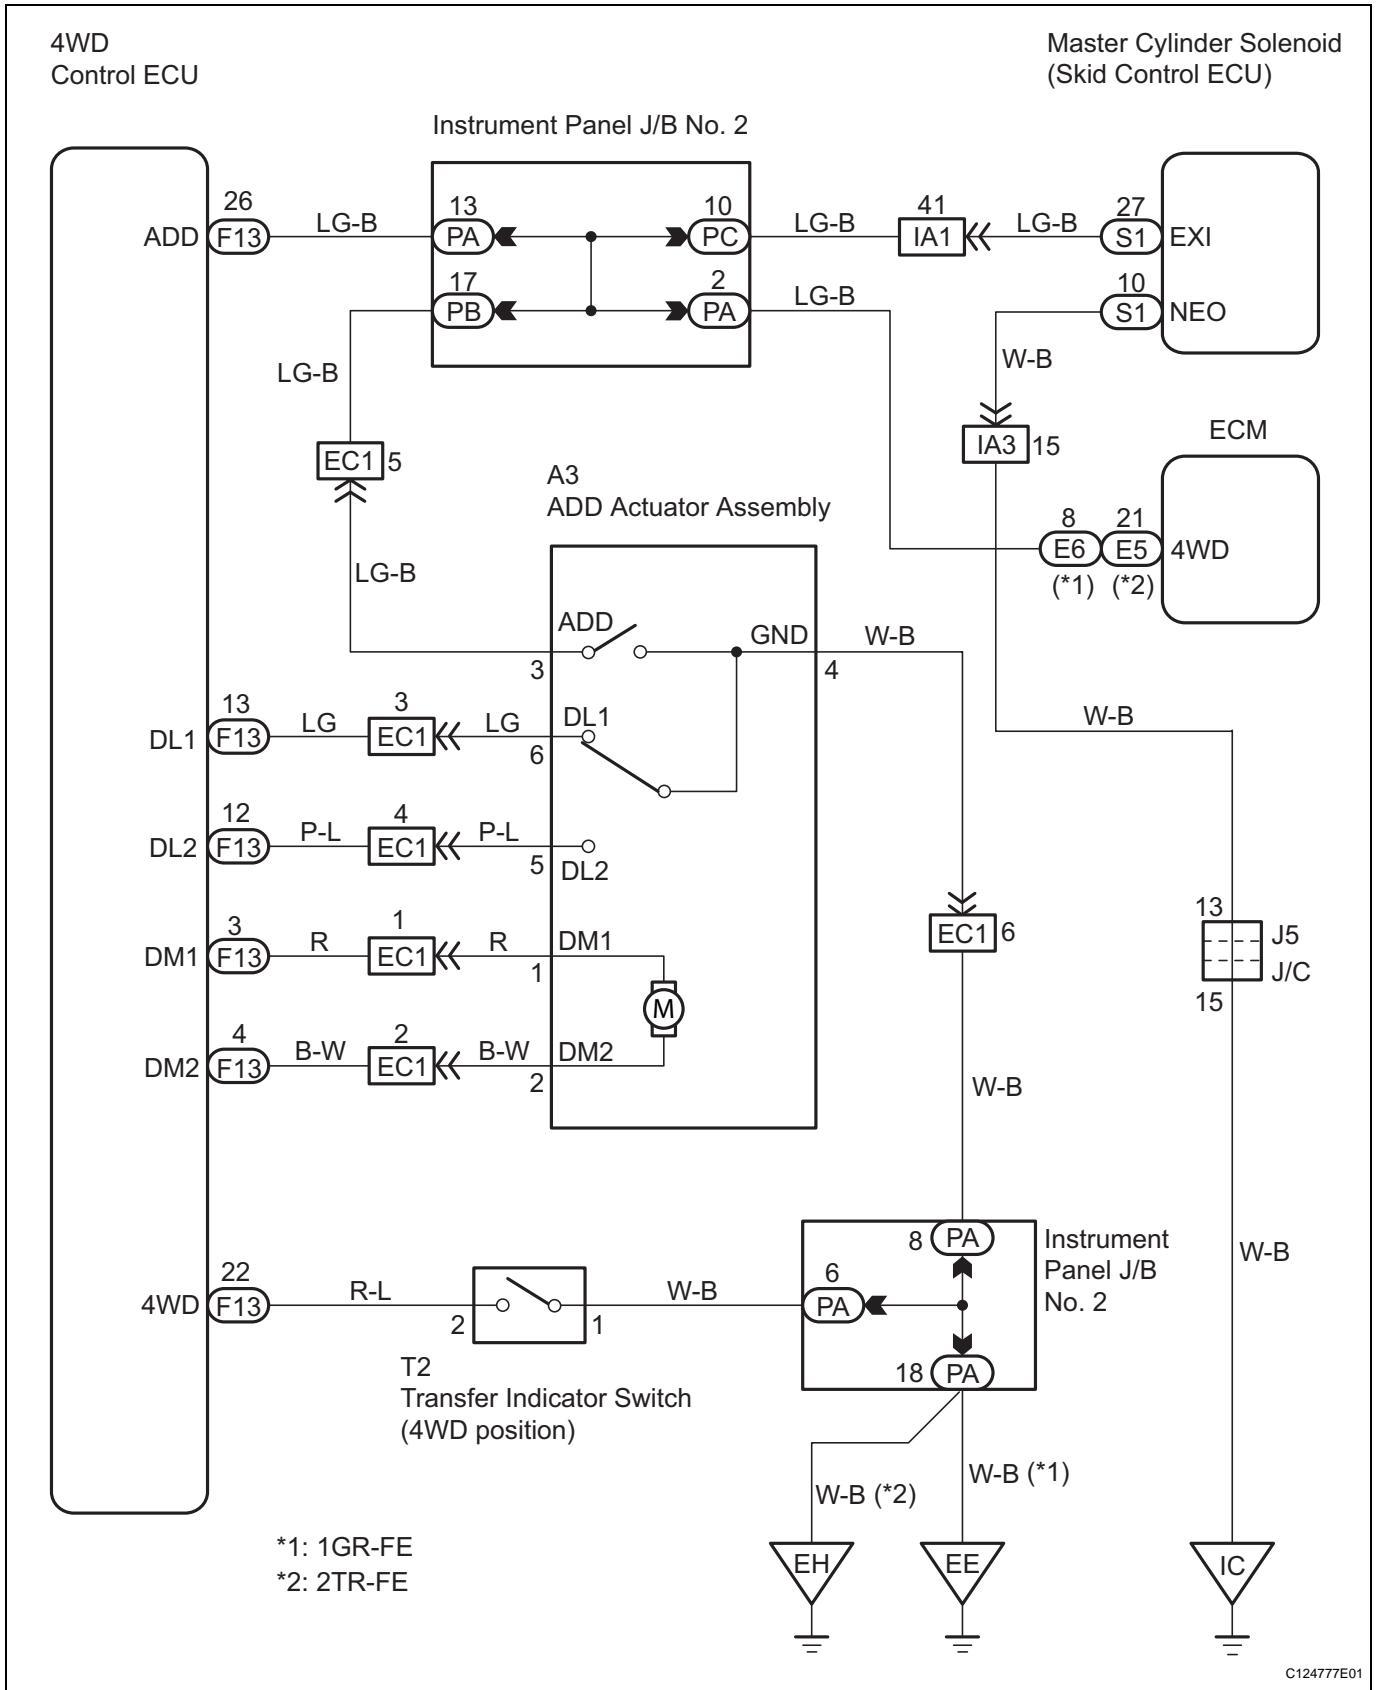 4WD
Control ECU
Master Cylinder Solenoid
(Skid Control ECU)
Instrument Panel J/B No. 2
26
ADD F13 LG-B
13
PA
10
PC
LG-B
41
IA1
LG-B
27
S1 EXI
17
PB
2
PA
LG-B
10
S1 NEO
LG-B
W-B
EC1 5
IA3 15
ECM
A3
ADD Actuator Assembly
8
E6
(*1)
21
E5
(*2)
4WD
LG-B
ADD
3
GND
4
W-B
W-B
13
DL1 F13 LG
3
EC1
LG
6
DL1
12
DL2 F13 P-L
4
EC1
P-L
5
DL2
3
DM1 F13 R
1
EC1
R
1
DM1
M
4
DM2 F13 B-W
2
EC1
B-W
2
DM2
EC1 6
13
J5
J/C
15
W-B
8 PA
Instrument
Panel J/B
No. 2
W-B
22
4WD F13 R-L
2
1
W-B
6
PA
18 PA
T2
Transfer Indicator Switch
(4WD position)
W-B (*1)
W-B (*2)
*1: 1GR-FE
*2: 2TR-FE
EH
EE
IC
C124777E01